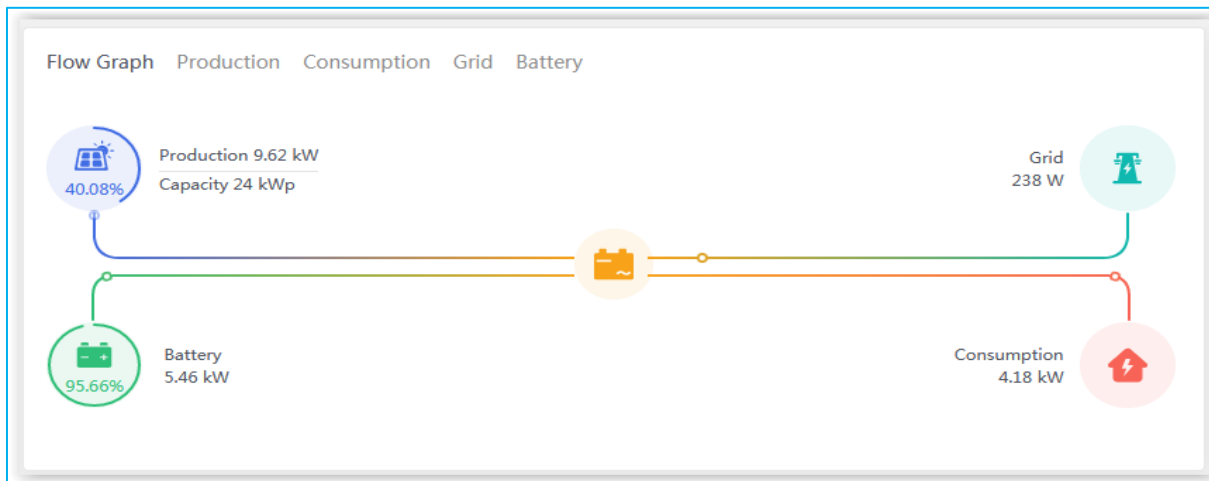 Flow Graph Production Consumption Grid Battery
40.08%
Production 9.62 kW
Capacity 24 kWp
Grid
238 W
95.66%
Battery
5.46 kW
Consumption
4.18 kW